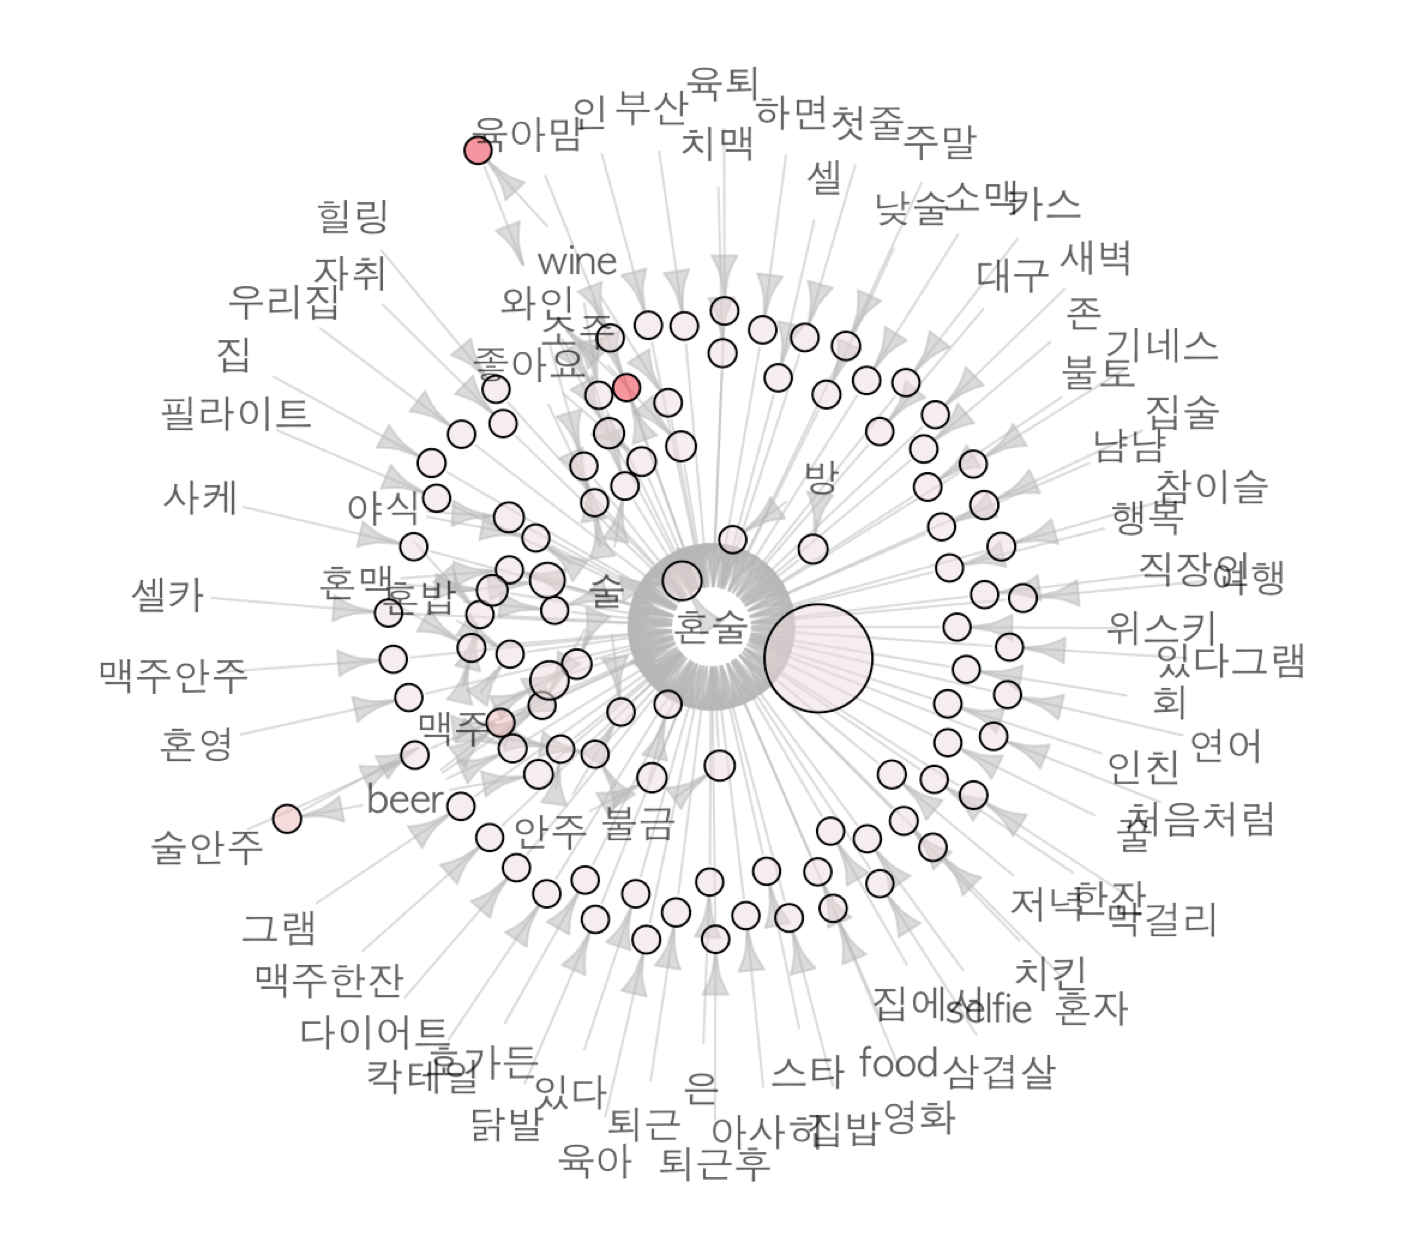 육퇴
인
부산
하면
첫줄
육아맘
치맥
주말
셀
낮술
소맥
카스
힐링
wine
새벽
자취
대구
우리집
와인
존
소주
기네스
집
좋아요
불토
필라이트
집술
냠냠
방
사케
야식
참이슬
행복
직장인
혼맥
여행
셀카
혼밥
술
혼술
위스키
있다그램
맥주안주
회
맥주
혼영
연어
인친
beer
처음처럼
술안주
안주
불금
꿀
저녁
한잔
막걸리
그램
맥주한잔
치킨
집에서
selfie
혼자
다이어트
호가든
칵테일
스타
food
삼겹살
있다
은
닭발
퇴근
아사히
집밥
영화
육아
퇴근후